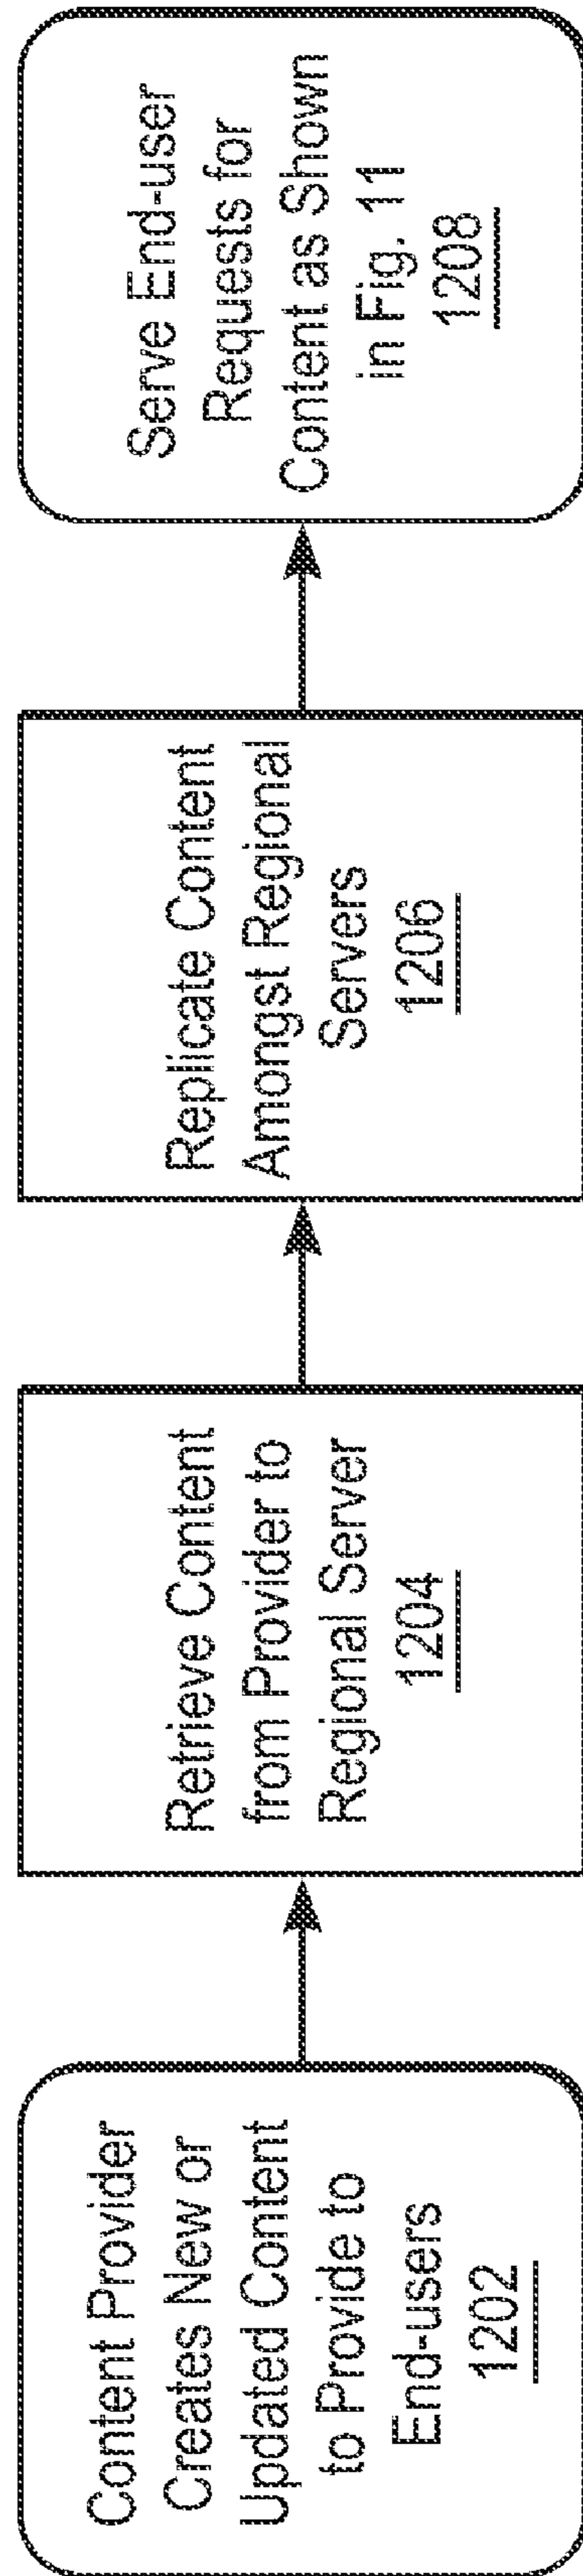 Content Provider
Creates New or
Updated Content
to Provide to
End-users
1202
Retrieve Content
from Provider to
Regional Server
1204
Replicate Content
Amongst Regional
Servers
1206
Serve End-user
Requests for
Content as Shown
in Fig. 11
1208